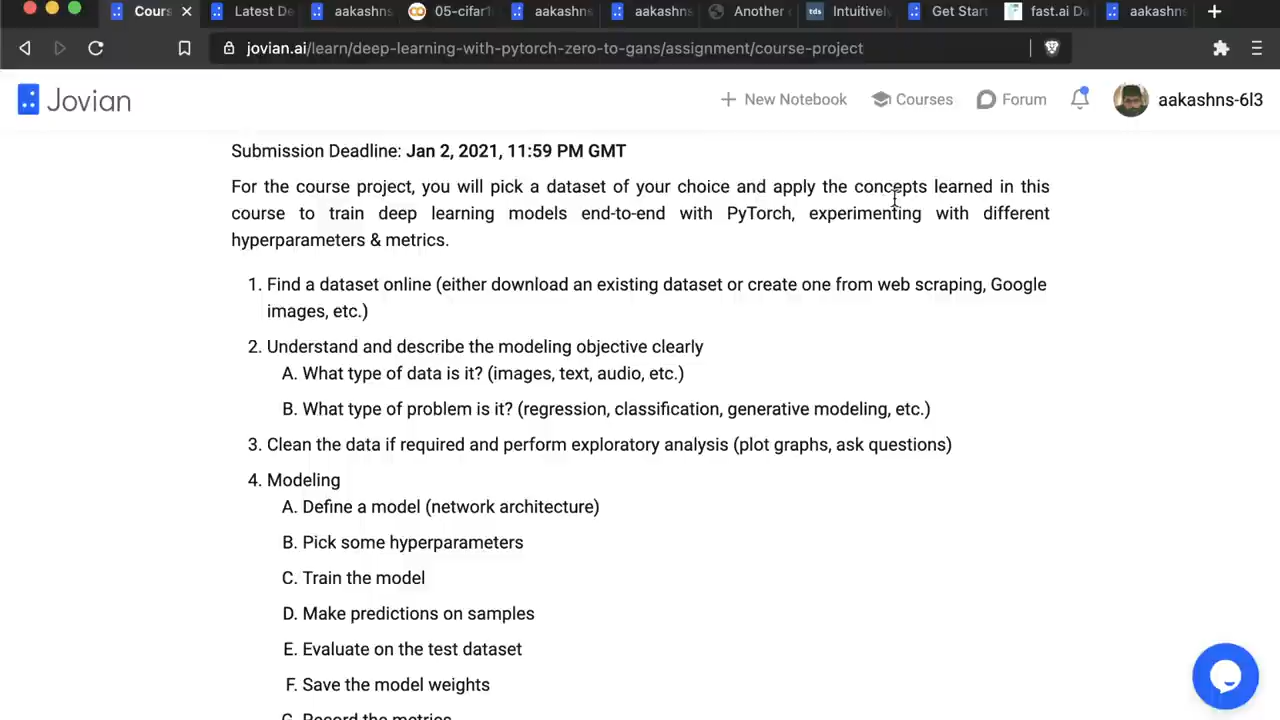 Cours
Latest De
aakashns
05-cifar1
aakashns
aakashns
Another
tds
Intuitively
Get Start
fast.ai Da
aakashns
jovian.ai/learn/deep-learning-with-pytorch-zero-to-gans/assignment/course-project
Jovian
New Notebook
Courses
Forum
aakashns-6l3
Submission Deadline: Jan 2, 2021, 11:59 PM GMT
For the course project, you will pick a dataset of your choice and apply the concepts learned in this
course to train deep learning models end-to-end with PyTorch, experimenting with different
hyperparameters & metrics.
1. Find a dataset online (either download an existing dataset or create one from web scraping, Google
images, etc.)
2. Understand and describe the modeling objective clearly
A. What type of data is it? (images, text, audio, etc.)
B. What type of problem is it? (regression, classification, generative modeling, etc.)
3. Clean the data if required and perform exploratory analysis (plot graphs, ask questions)
4. Modeling
A. Define a model (network architecture)
B. Pick some hyperparameters
C. Train the model
D. Make predictions on samples
E. Evaluate on the test dataset
F. Save the model weights
G. Record the metrics